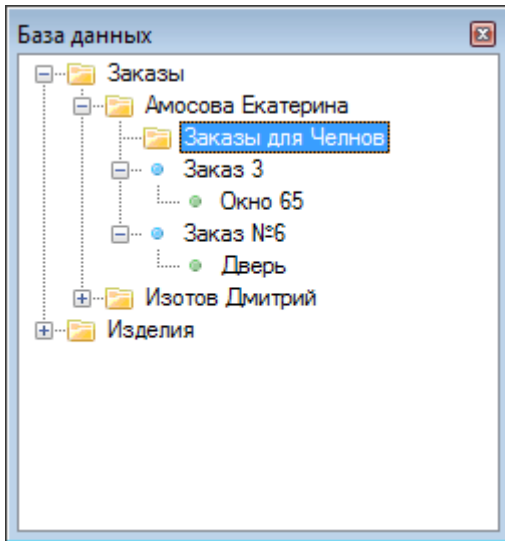 База данных
Заказы
Амосова Екатерина
Заказы для Челнов
Заказ 3
Окно 65
Заказ №6
Дверь
Изотов Дмитрий
Изделия